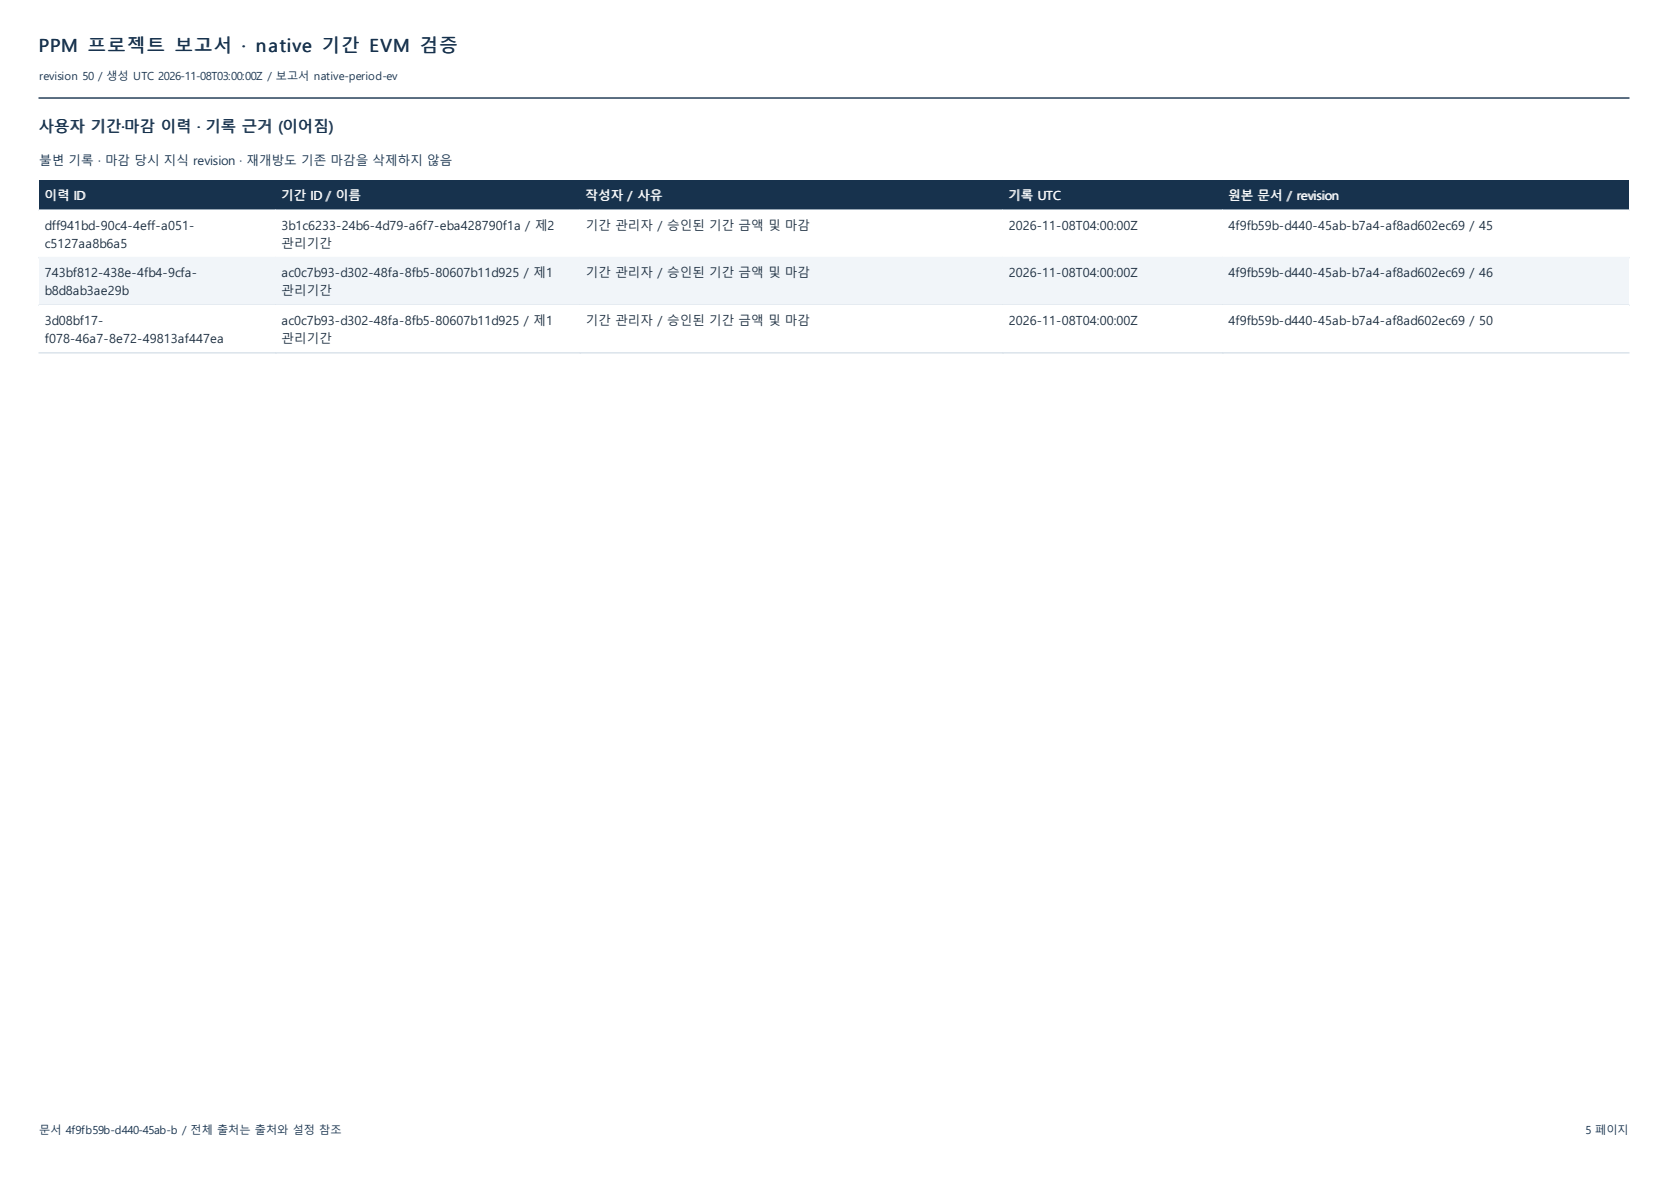 PPM 프로젝트 보고서 · native 기간 EVM 검증
revision 50 / 생성 UTC 2026-11-08T03:00:00Z / 보고서 native-period-ev
사용자 기간·마감 이력 · 기록 근거 (이어짐)
불변 기록 · 마감 당시 지식 revision · 재개방도 기존 마감을 삭제하지 않음
이력 ID 기간 ID / 이름 작성자 / 사유 기록 UTC 원본 문서 / revision
dff941bd-90c4-4eff-a051- 3b1c6233-24b6-4d79-a6f7-eba428790f1a / 제2 기간 관리자 / 승인된 기간 금액 및 마감 2026-11-08T04:00:00Z 4f9fb59b-d440-45ab-b7a4-af8ad602ec69 / 45
c5127aa8b6a5 관리기간
743bf812-438e-4fb4-9cfa- ac0c7b93-d302-48fa-8fb5-80607b11d925 / 제1 기간 관리자 / 승인된 기간 금액 및 마감 2026-11-08T04:00:00Z 4f9fb59b-d440-45ab-b7a4-af8ad602ec69 / 46
b8d8ab3ae29b 관리기간
3d08bf17- ac0c7b93-d302-48fa-8fb5-80607b11d925 / 제1 기간 관리자 / 승인된 기간 금액 및 마감 2026-11-08T04:00:00Z 4f9fb59b-d440-45ab-b7a4-af8ad602ec69 / 50
f078-46a7-8e72-49813af447ea 관리기간
문서 4f9fb59b-d440-45ab-b / 전체 출처는 출처와 설정 참조 5 페이지